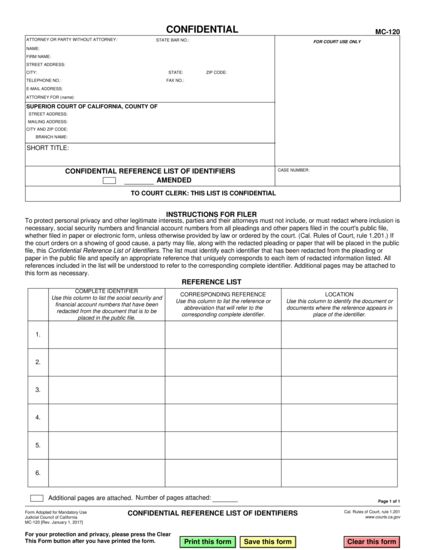 CONFIDENTIAL
MC-120
ATTORNEY OR PARTY WITHOUT ATTORNEY:
STATE BAR NO.:
NAME:
FIRM NAME:
STREET ADDRESS:
CITY:
STATE:
ZIP CODE:
TELEPHONE NO.:
FAX NO.:
E-MAIL ADDRESS:
ATTORNEY FOR (name):
FOR COURT USE ONLY
SUPERIOR COURT OF CALIFORNIA, COUNTY OF
STREET ADDRESS:
MAILING ADDRESS:
CITY AND ZIP CODE:
BRANCH NAME:
SHORT TITLE:
CONFIDENTIAL REFERENCE LIST OF IDENTIFIERS
AMENDED
CASE NUMBER:
TO COURT CLERK: THIS LIST IS CONFIDENTIAL
INSTRUCTIONS FOR FILER
To protect personal privacy and other legitimate interests, parties and their attorneys must not include, or must redact where inclusion is
necessary, social security numbers and financial account numbers from all pleadings and other papers filed in the court's public file,
whether filed in paper or electronic form, unless otherwise provided by law or ordered by the court. (Cal. Rules of Court, rule 1.201.) If
the court orders on a showing of good cause, a party may file, along with the redacted pleading or paper that will be placed in the public
file, this Confidential Reference List of Identifiers. The list must identify each identifier that has been redacted from the pleading or
paper in the public file and specify an appropriate reference that uniquely corresponds to each item of redacted information listed. All
references included in the list will be understood to refer to the corresponding complete identifier. Additional pages may be attached to
this form as necessary.
REFERENCE LIST
COMPLETE IDENTIFIER
Use this column to list the social security and
financial account numbers that have been
redacted from the document that is to be
placed in the public file.
CORRESPONDING REFERENCE
Use this column to list the reference or
abbreviation that will refer to the
corresponding complete identifier.
LOCATION
Use this column to identify the document or
documents where the reference appears in
place of the identifier.
1.
2.
3.
4.
5.
6.
Additional pages are attached. Number of pages attached:
Page 1 of 1
Form Adopted for Mandatory Use
Judicial Council of California
MC-120 [Rev. January 1, 2017]
CONFIDENTIAL REFERENCE LIST OF IDENTIFIERS
Cal. Rules of Court, rule 1.201
www.courts.ca.gov
For your protection and privacy, please press the Clear
This Form button after you have printed the form.
Print this form
Save this form
Clear this form